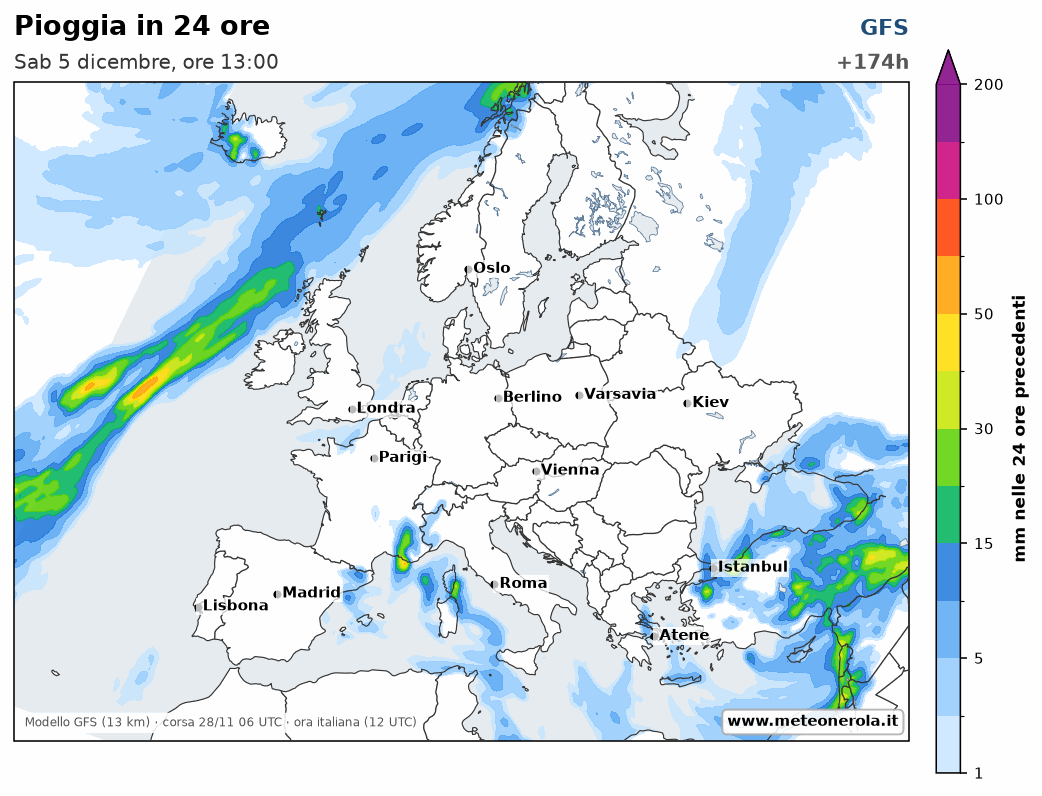 Pioggia in 24 ore
GFS
Sab 5 dicembre, ore 13:00
+174h
200
100
50
30
15
5
1
mm nelle 24 ore precedenti
Oslo
Berlino
Varsavia
Kiev
Londra
Parigi
Vienna
Istanbul
Roma
Madrid
Lisbona
Atene
Modello GFS (13 km) · corsa 28/11 06 UTC · ora italiana (12 UTC)
www.meteonerola.it